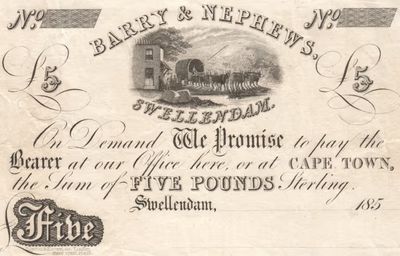 No. No.
BARRY & NEPHEWS,
£5 £5
SWELLENDAM.
On Demand We Promise to pay the
Bearer at our Office here, or at CAPE TOWN,
the Sum of FIVE POUNDS Sterling.
Swellendam, 185
Five